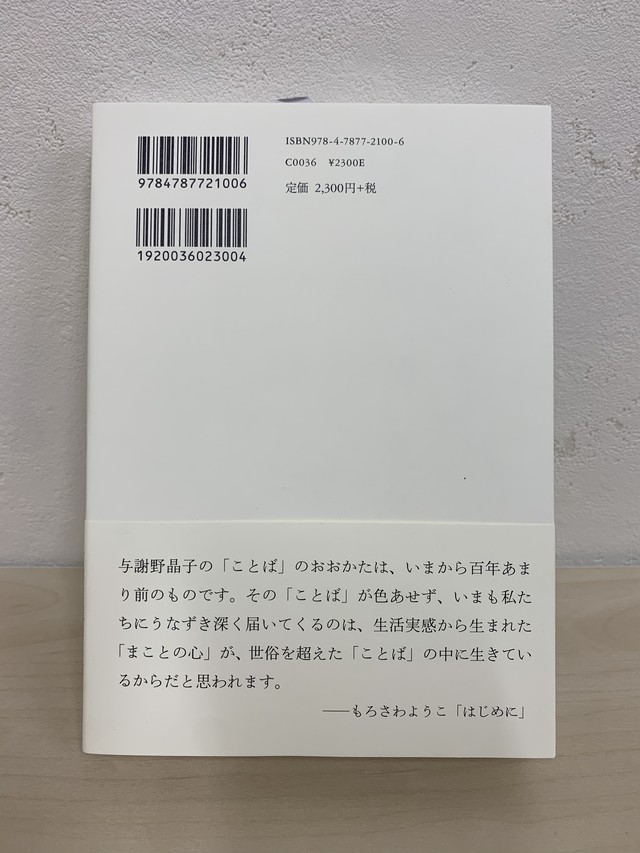 ISBN978-4-7877-2100-6
C0036 ¥2300E
定価 2,300円+税
9784787721006
1920036023004
与謝野晶子の「ことば」のおおかたは、いまから百年あま
り前のものです。その「ことば」が色あせず、いまも私た
ちにうなずき深く届いてくるのは、生活実感から生まれた
「まことの心」が、世俗を超えた「ことば」の中に生きてい
るからだと思われます。
──もろさわようこ「はじめに」